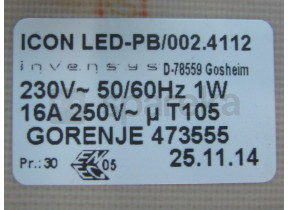 ICON LED-PB/002.4112
invensys D-78559 Gosheim
230V~ 50/60Hz 1W
16A 250V~ µ T105
GORENJE 473555
Pr.: 30 05 25.11.14